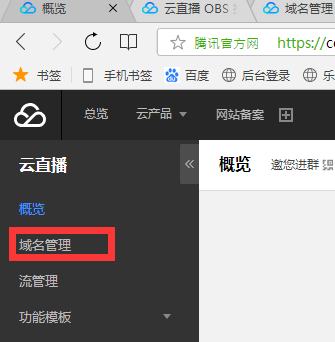 概览
云直播 OBS
域名管理
腾讯官方网
https://c
书签
手机书签
百度
后台登录
乐
总览
云产品
网站备案
云直播
概览
邀您进群
概览
域名管理
流管理
功能模板